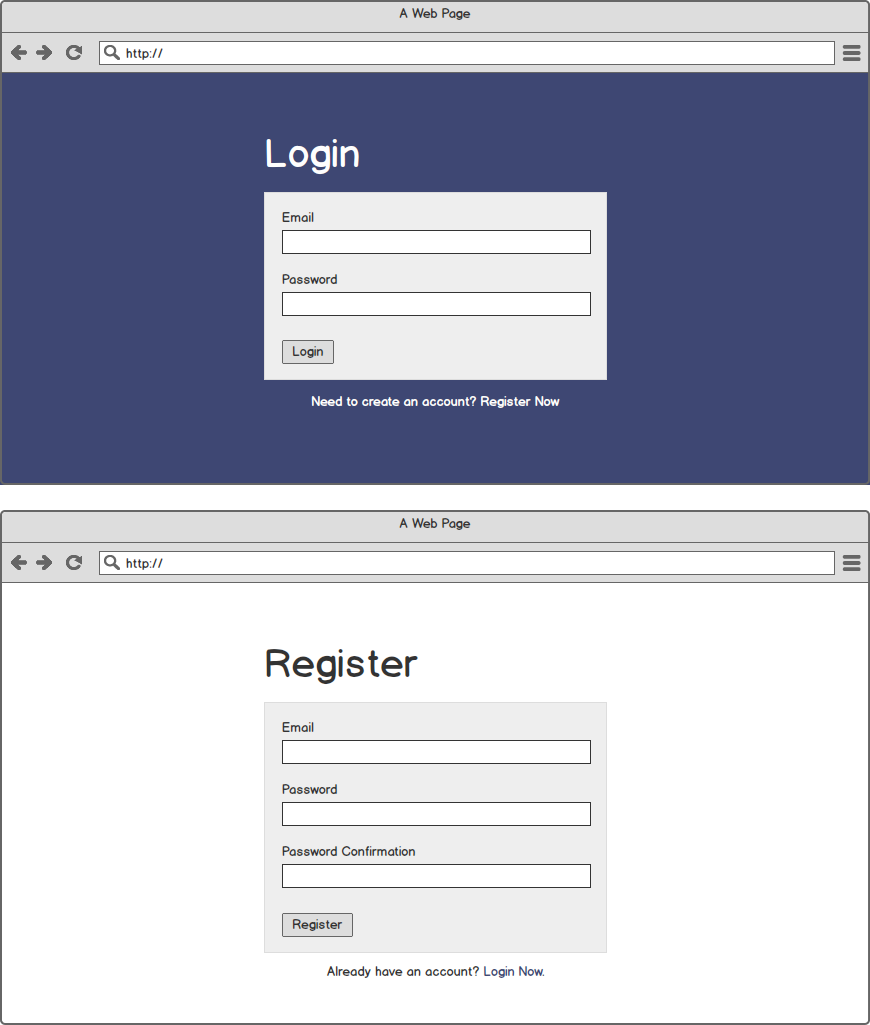 A Web Page
http://
Login
Email
Password
Login
Need to create an account? Register Now
A Web Page
http://
Register
Email
Password
Password Confirmation
Register
Already have an account? Login Now.